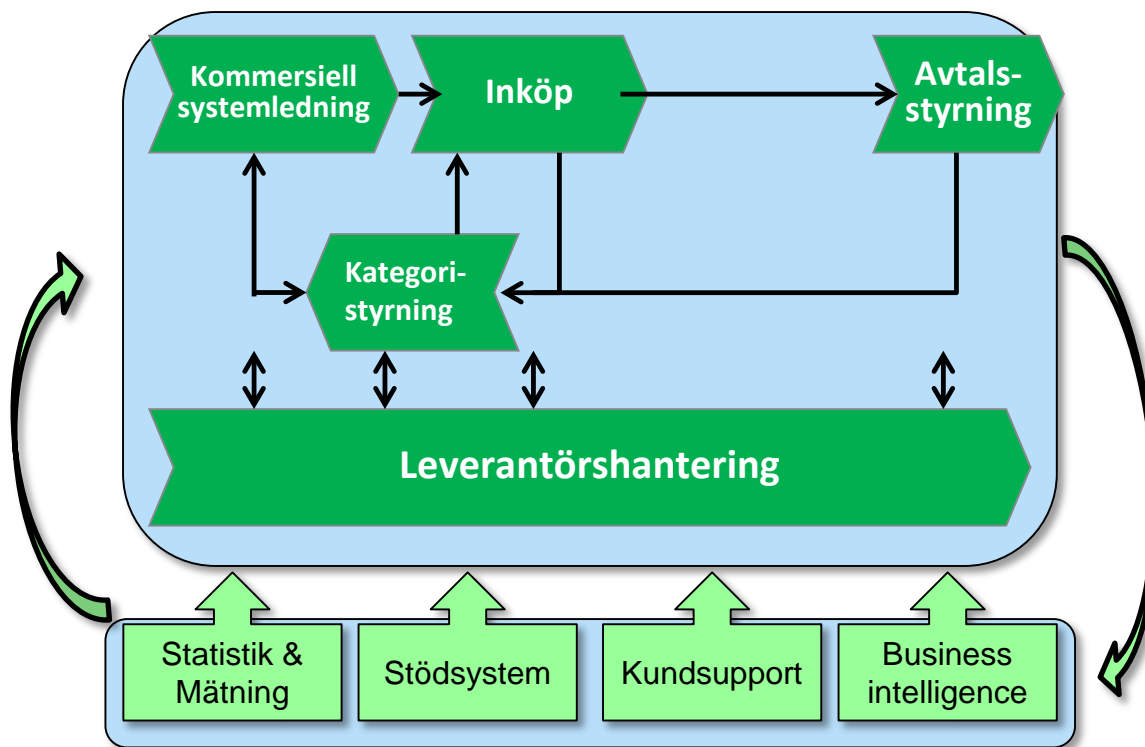 Kommersiell
systemledning
Inköp
Avtals-
styrning
Kategori-
styrning
Leverantörshantering
Statistik &
Mätning
Stödsystem
Kundsupport
Business
intelligence